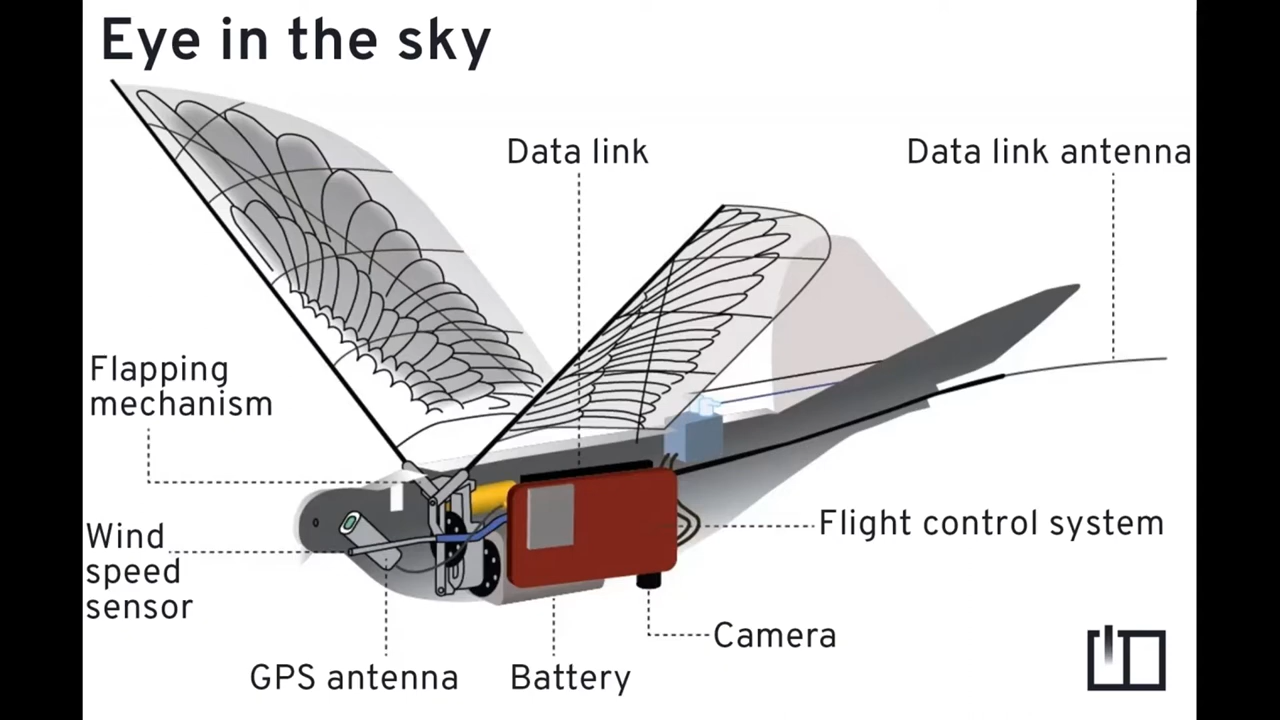 Eye in the sky
Data link
Data link antenna
Flapping
mechanism
Wind
speed
sensor
Flight control system
Camera
GPS antenna
Battery